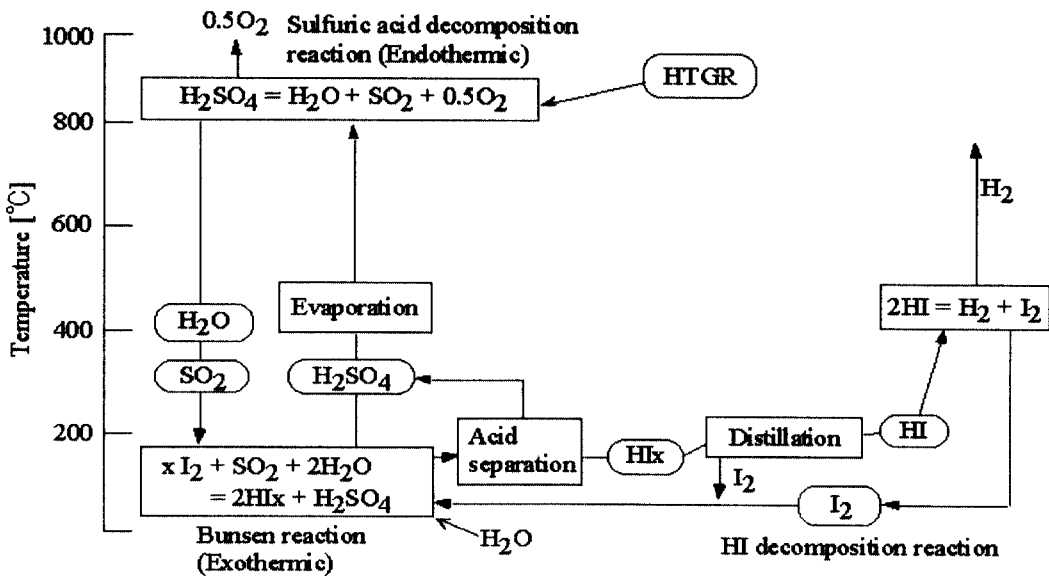 1000
800
600
400
200
Temperature [°C]
0.5O₂
Sulfuric acid decomposition
reaction (Endothermic)
H₂SO₄ = H₂O + SO₂ + 0.5O₂
HTGR
H₂
Evaporation
2HI = H₂ + I₂
H₂O
SO₂
H₂SO₄
Acid
separation
HIx
Distillation
HI
I₂
x I₂ + SO₂ + 2H₂O
= 2HIx + H₂SO₄
I₂
Bunsen reaction
(Exothermic)
H₂O
HI decomposition reaction